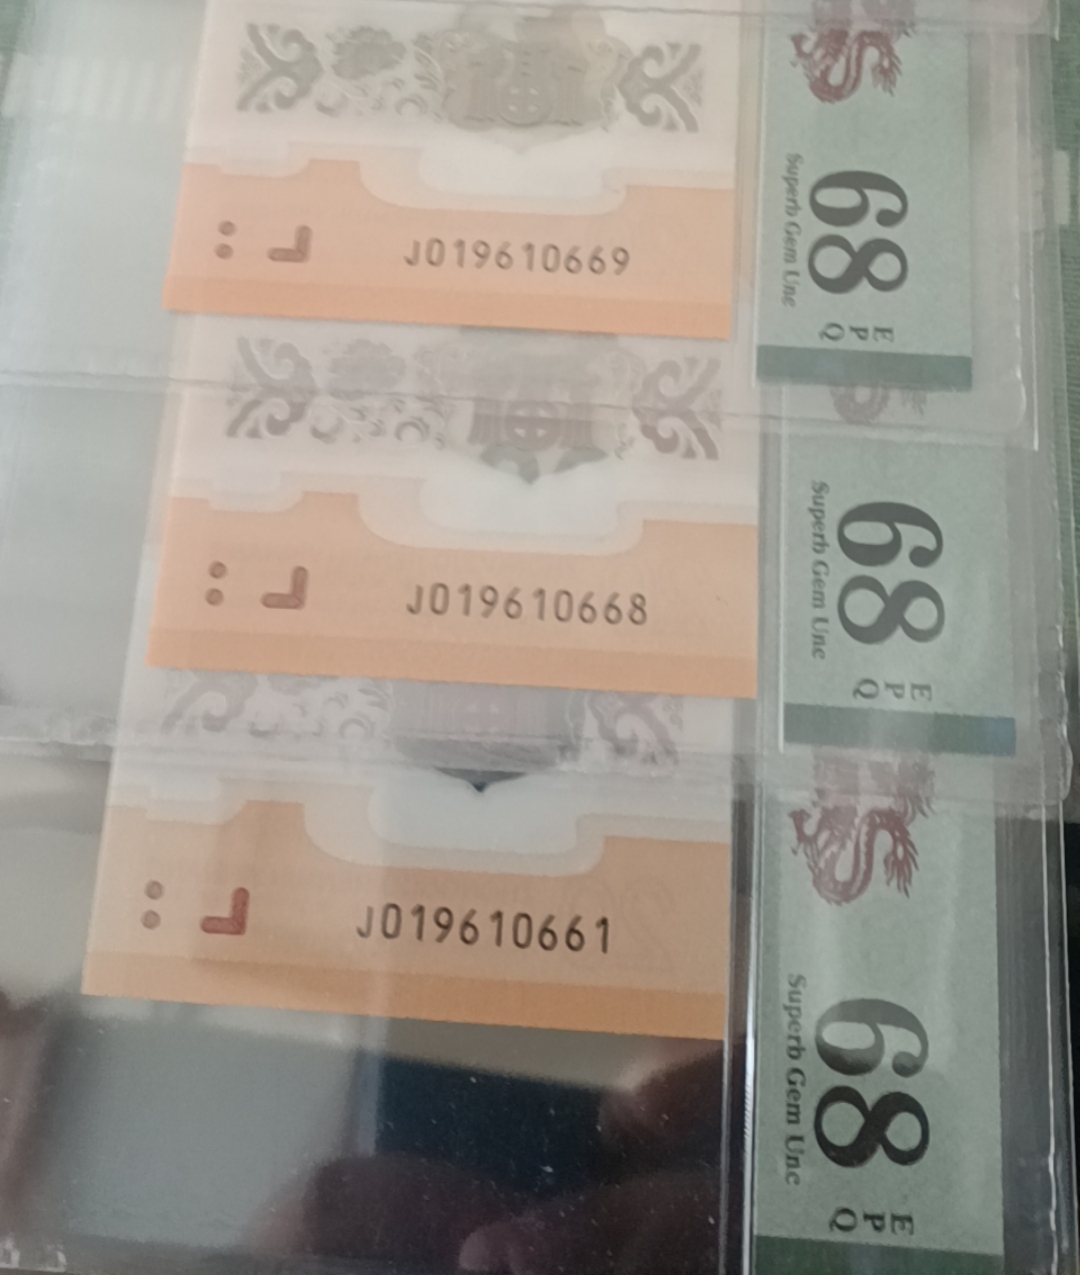 J019610669
68
Superb Gem Unc
EPQ
J019610668
68
Superb Gem Unc
EPQ
J019610661
68
Superb Gem Unc
EPQ